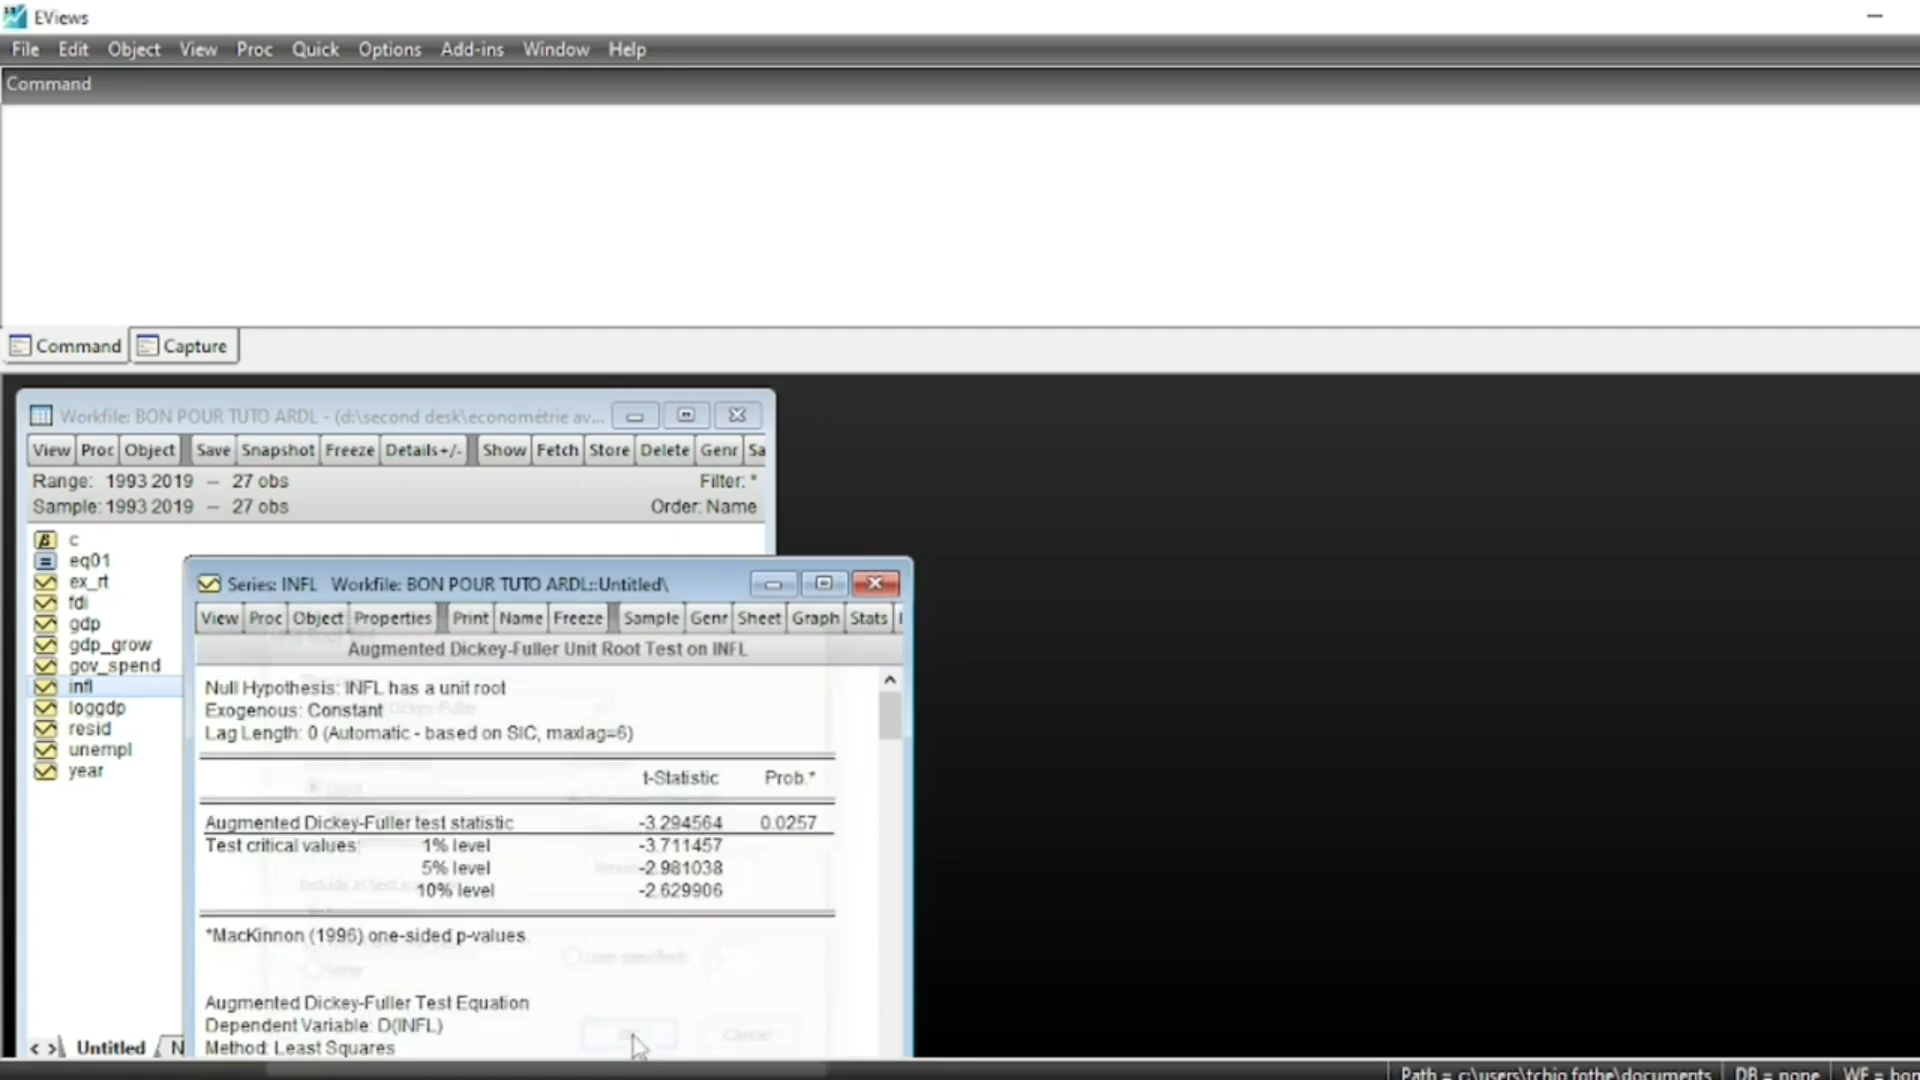 EViews
File Edit Object View Proc Quick Options Add-ins Window Help
Command
Command Capture
Workfile: BON POUR TUTO ARDL - (d:\second desk\econométrie av...
View Proc Object Save Snapshot Freeze Details+/- Show Fetch Store Delete Genr Sa
Range: 1993 2019 -- 27 obs Filter: *
Sample: 1993 2019 -- 27 obs Order: Name
c
eq01
ex_rt
fdi
gdp
gdp_grow
gov_spend
infl
loggdp
resid
unempl
year
Untitled N
Series: INFL Workfile: BON POUR TUTO ARDL::Untitled\
View Proc Object Properties Print Name Freeze Sample Genr Sheet Graph Stats
Augmented Dickey-Fuller Unit Root Test on INFL
Null Hypothesis: INFL has a unit root
Exogenous: Constant
Lag Length: 0 (Automatic - based on SIC, maxlag=6)
t-Statistic Prob.*
Augmented Dickey-Fuller test statistic -3.294564 0.0257
Test critical values: 1% level -3.711457
5% level -2.981038
10% level -2.629906
*MacKinnon (1996) one-sided p-values.
Augmented Dickey-Fuller Test Equation
Dependent Variable: D(INFL)
Method: Least Squares
Path = c:\users\tchio fothe\documents DB = none WF = bon